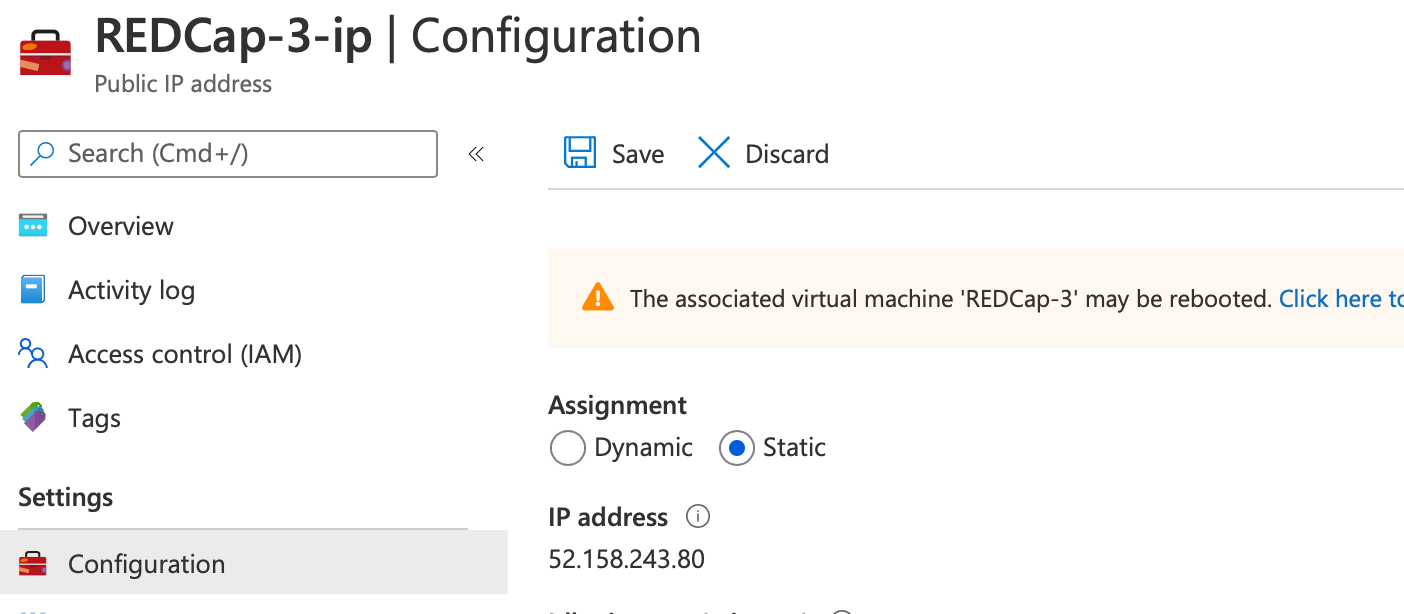 REDCap-3-ip | Configuration
Public IP address
Search (Cmd+/)
«
Save
Discard
Overview
Activity log
Access control (IAM)
Tags
Settings
Configuration
The associated virtual machine 'REDCap-3' may be rebooted. Click here to
Assignment
Dynamic
Static
IP address
52.158.243.80